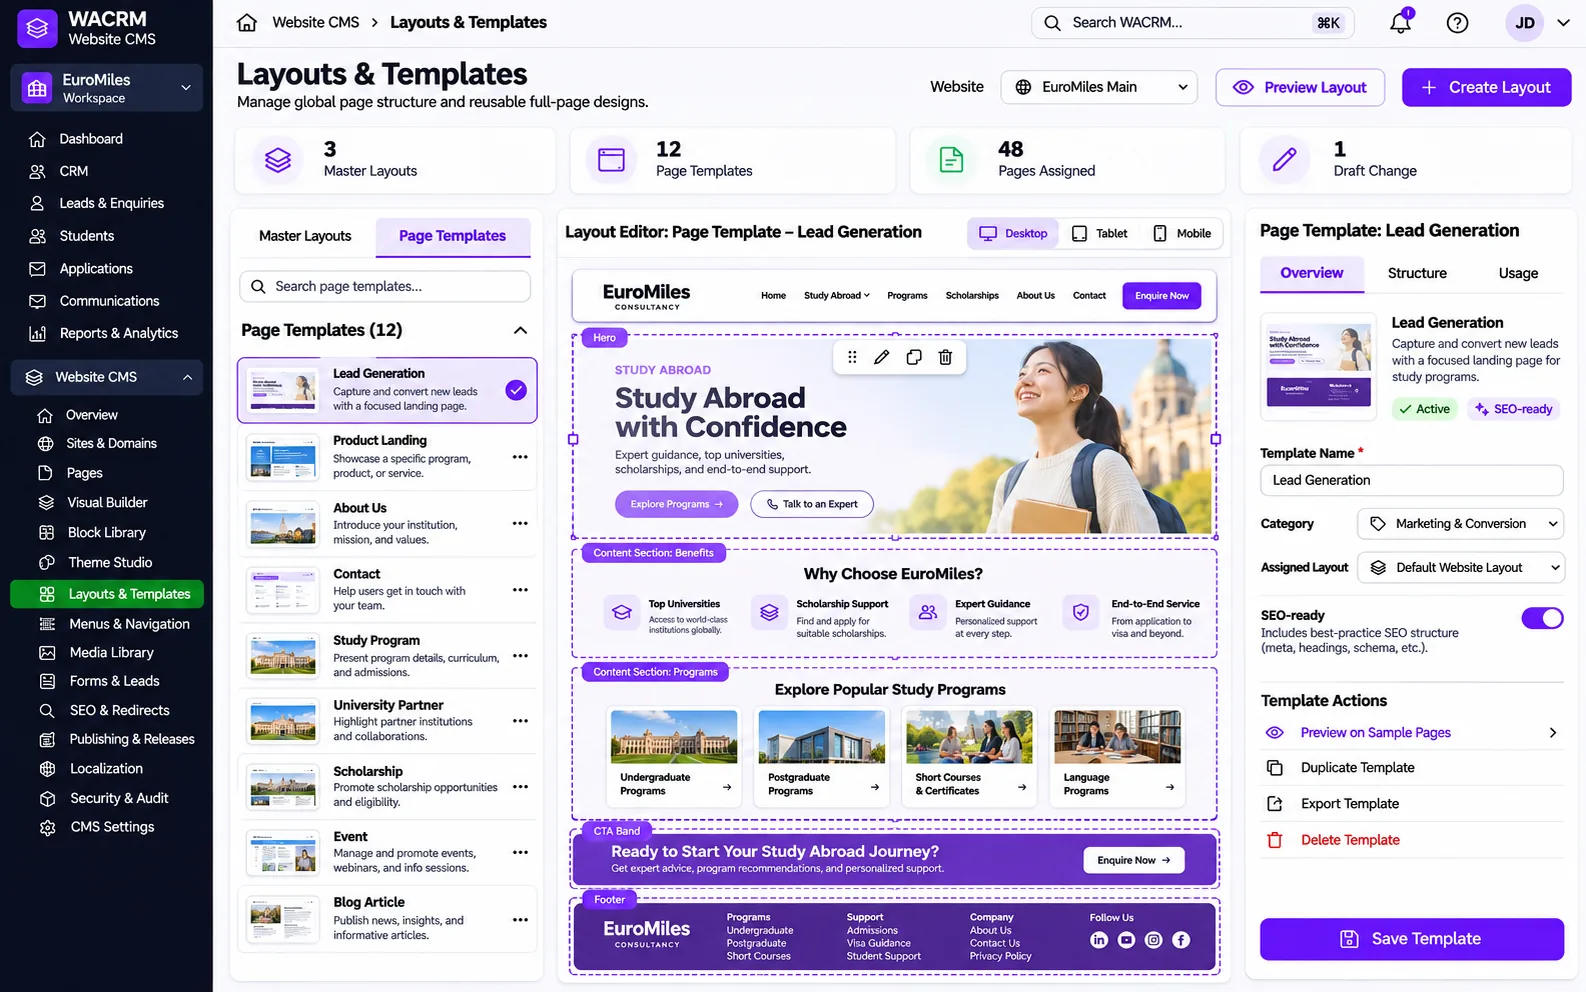 WACRM
Website CMS
EuroMiles
Workspace
Dashboard
CRM
Leads & Enquiries
Students
Applications
Communications
Reports & Analytics
Website CMS
Overview
Sites & Domains
Pages
Visual Builder
Block Library
Theme Studio
Layouts & Templates
Menus & Navigation
Media Library
Forms & Leads
SEO & Redirects
Publishing & Releases
Localization
Security & Audit
CMS Settings
Website CMS > Layouts & Templates
Search WACRM... ⌘K
JD
Layouts & Templates
Manage global page structure and reusable full-page designs.
Website
EuroMiles Main
Preview Layout
+ Create Layout
3
Master Layouts
12
Page Templates
48
Pages Assigned
1
Draft Change
Master Layouts
Page Templates
Search page templates...
Page Templates (12)
Lead Generation
Capture and convert new leads
with a focused landing page.
Product Landing
Showcase a specific program,
product, or service.
About Us
Introduce your institution,
mission, and values.
Contact
Help users get in touch with
your team.
Study Program
Present program details, curriculum,
and admissions.
University Partner
Highlight partner institutions
and collaborations.
Scholarship
Promote scholarship opportunities
and eligibility.
Event
Manage and promote events,
webinars, and info sessions.
Blog Article
Publish news, insights, and
informative articles.
Layout Editor: Page Template – Lead Generation
Desktop
Tablet
Mobile
EuroMiles
CONSULTANCY
Home
Study Abroad
Programs
Scholarships
About Us
Contact
Enquire Now
Hero
STUDY ABROAD
Study Abroad
with Confidence
Expert guidance, top universities,
scholarships, and end-to-end support.
Explore Programs →
Talk to an Expert
Content Section: Benefits
Why Choose EuroMiles?
Top Universities
Access to world-class
institutions globally.
Scholarship Support
Find and apply for
suitable scholarships.
Expert Guidance
Personalized support
at every step.
End-to-End Service
From application to
visa and beyond.
Content Section: Programs
Explore Popular Study Programs
Undergraduate
Programs →
Postgraduate
Programs →
Short Courses
& Certificates →
Language
Programs →
CTA Band
Ready to Start Your Study Abroad Journey?
Get expert advice, program recommendations, and personalized support.
Enquire Now →
Footer
EuroMiles
CONSULTANCY
Programs
Undergraduate
Postgraduate
Short Courses
Support
Admissions
Visa Guidance
Student Support
Company
About Us
Contact Us
Privacy Policy
Follow Us
Page Template: Lead Generation
Overview
Structure
Usage
Lead Generation
Capture and convert new leads
with a focused landing page for
study programs.
Active
SEO-ready
Template Name *
Lead Generation
Category
Marketing & Conversion
Assigned Layout
Default Website Layout
SEO-ready
Includes best-practice SEO structure
(meta, headings, schema, etc.).
Template Actions
Preview on Sample Pages
Duplicate Template
Export Template
Delete Template
Save Template